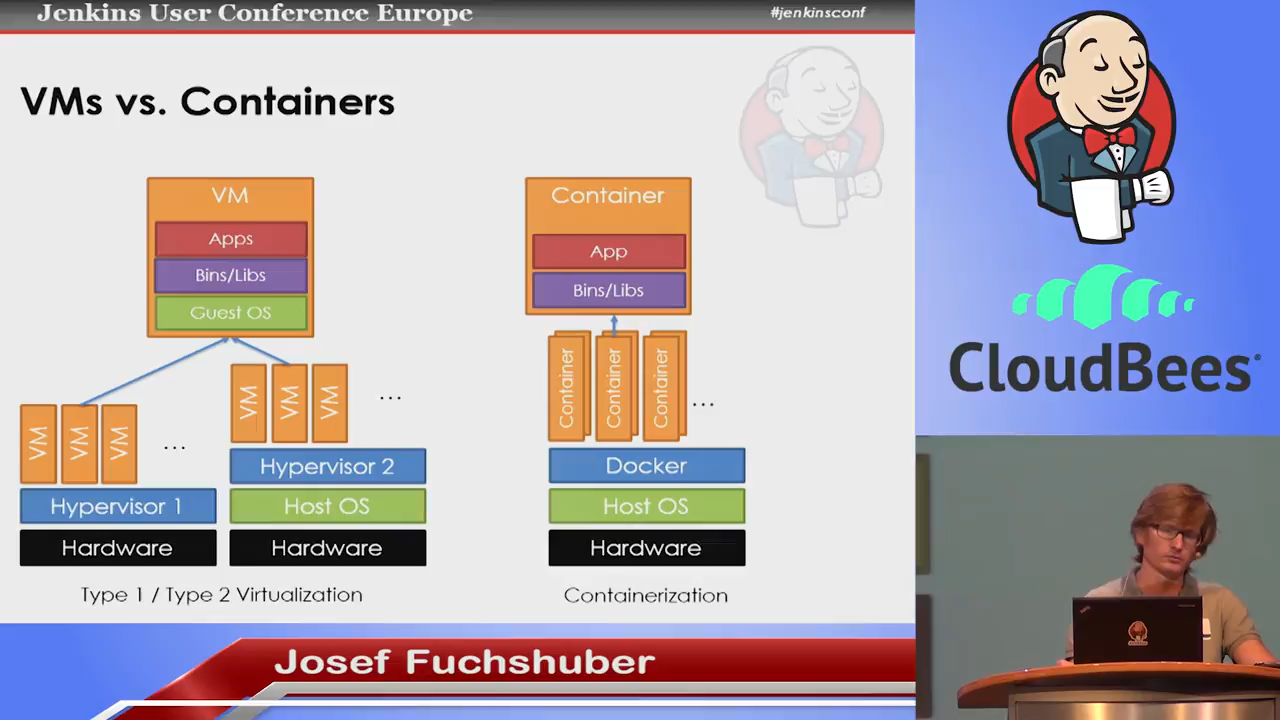 Jenkins User Conference Europe
#jenkinsconf
VMs vs. Containers
VM
Apps
Bins/Libs
Guest OS
VM
VM
VM
...
VM
VM
VM
...
Hypervisor 1
Hardware
Hypervisor 2
Host OS
Hardware
Type 1 / Type 2 Virtualization
Container
App
Bins/Libs
Container
Container
Container
...
Docker
Host OS
Hardware
Containerization
CloudBees
Josef Fuchshuber